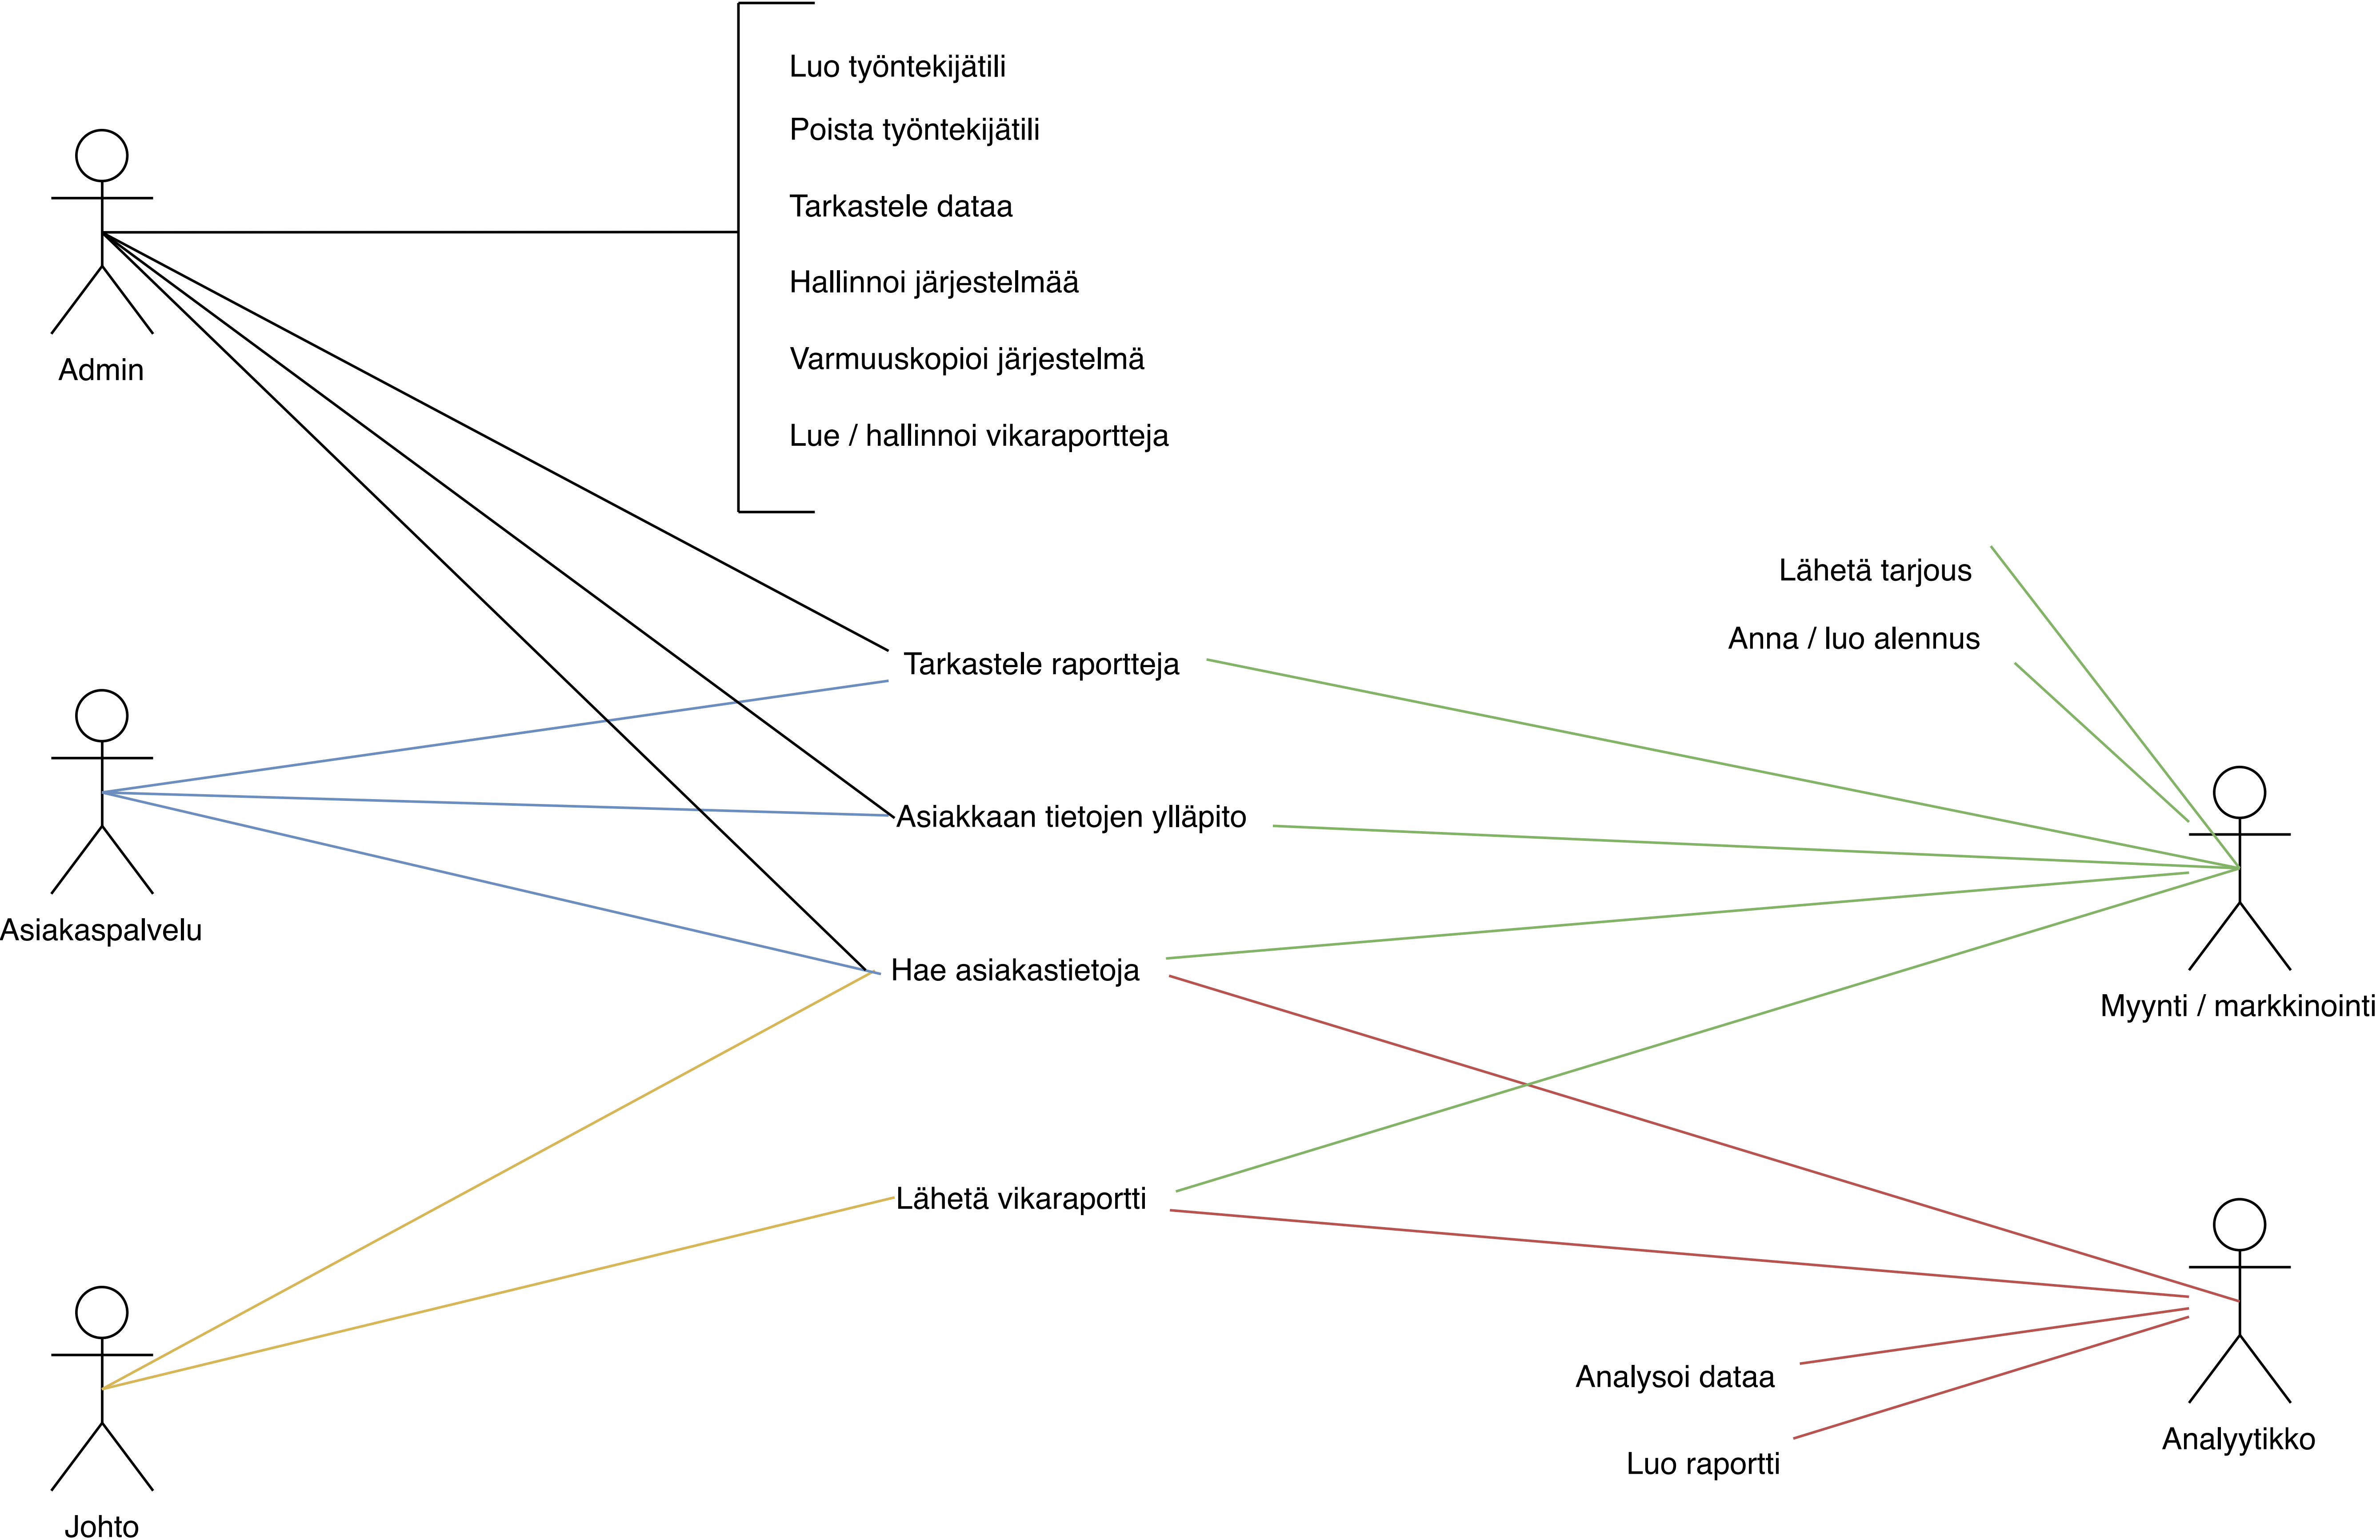 Luo työntekijätili
Poista työntekijätili
Tarkastele dataa
Hallinnoi järjestelmää
Varmuuskopioi järjestelmä
Lue / hallinnoi vikaraportteja
Admin
Lähetä tarjous
Anna / luo alennus
Tarkastele raportteja
Asiakkaan tietojen ylläpito
Asiakaspalvelu
Hae asiakastietoja
Myynti / markkinointi
Lähetä vikaraportti
Analysoi dataa
Luo raportti
Analyytikko
Johto